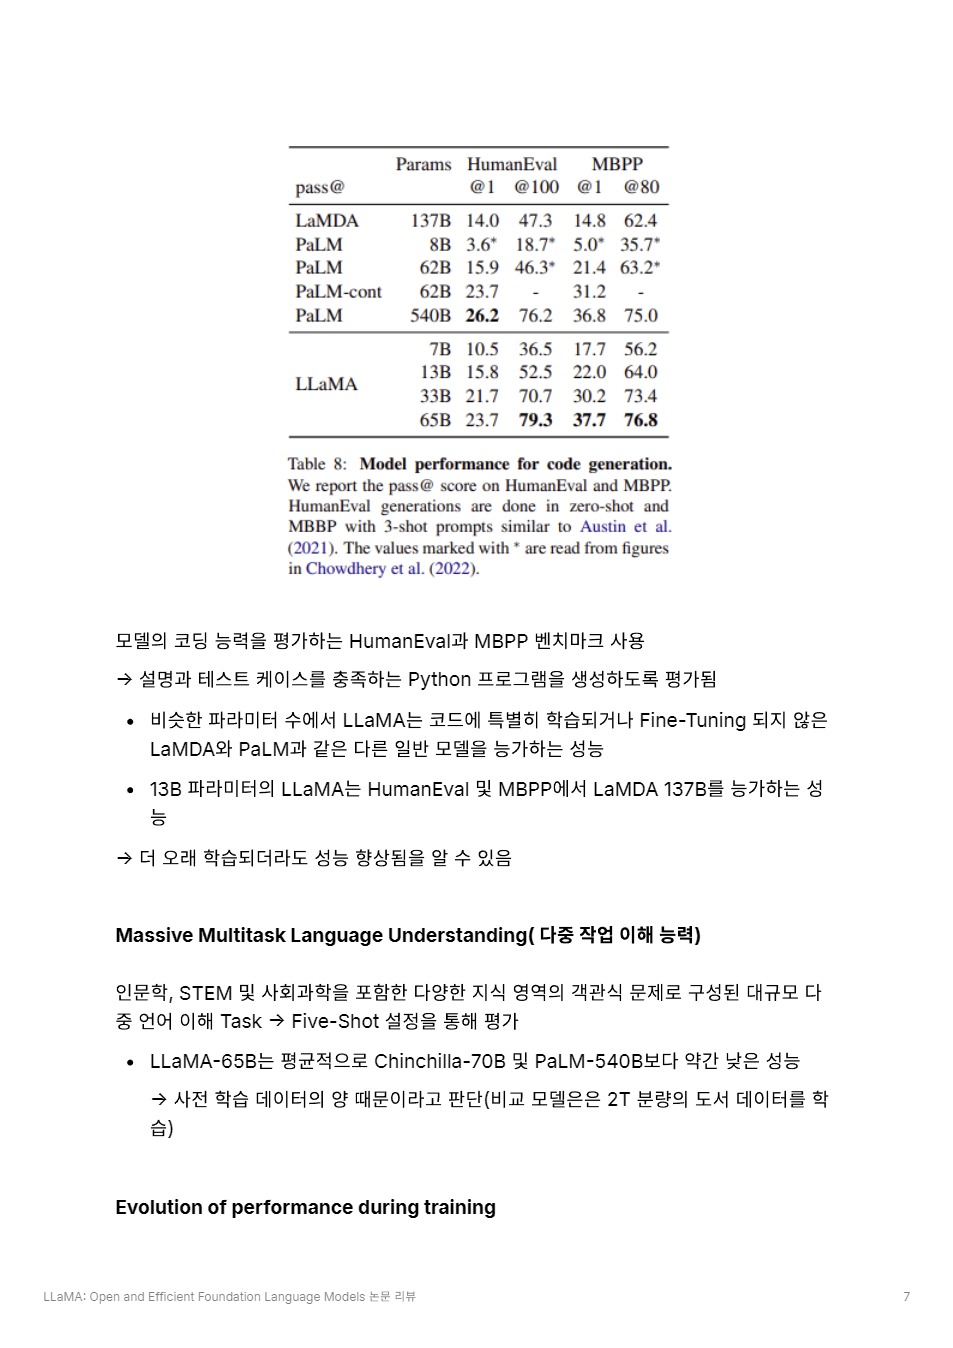 Params HumanEval MBPP
pass@ @1 @100 @1 @80
LaMDA 137B 14.0 47.3 14.8 62.4
PaLM 8B 3.6* 18.7* 5.0* 35.7*
PaLM 62B 15.9 46.3* 21.4 63.2*
PaLM-cont 62B 23.7 - 31.2 -
PaLM 540B 26.2 76.2 36.8 75.0
LLaMA
7B 10.5 36.5 17.7 56.2
13B 15.8 52.5 22.0 64.0
33B 21.7 70.7 30.2 73.4
65B 23.7 79.3 37.7 76.8
Table 8: Model performance for code generation.
We report the pass@ score on HumanEval and MBPP.
HumanEval generations are done in zero-shot and
MBBP with 3-shot prompts similar to Austin et al.
(2021). The values marked with * are read from figures
in Chowdhery et al. (2022).
모델의 코딩 능력을 평가하는 HumanEval과 MBPP 벤치마크 사용
→ 설명과 테스트 케이스를 충족하는 Python 프로그램을 생성하도록 평가됨
• 비슷한 파라미터 수에서 LLaMA는 코드에 특별히 학습되거나 Fine-Tuning 되지 않은
LaMDA와 PaLM과 같은 다른 일반 모델을 능가하는 성능
• 13B 파라미터의 LLaMA는 HumanEval 및 MBPP에서 LaMDA 137B를 능가하는 성
능
→ 더 오래 학습되더라도 성능 향상됨을 알 수 있음
Massive Multitask Language Understanding( 다중 작업 이해 능력)
인문학, STEM 및 사회과학을 포함한 다양한 지식 영역의 객관식 문제로 구성된 대규모 다
중 언어 이해 Task → Five-Shot 설정을 통해 평가
• LLaMA-65B는 평균적으로 Chinchilla-70B 및 PaLM-540B보다 약간 낮은 성능
→ 사전 학습 데이터의 양 때문이라고 판단(비교 모델은은 2T 분량의 도서 데이터를 학
습)
Evolution of performance during training
LLaMA: Open and Efficient Foundation Language Models 논문 리뷰 7